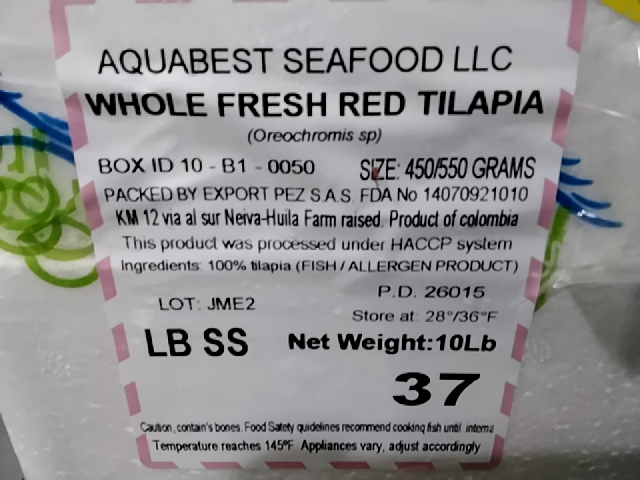 AQUABEST SEAFOOD LLC
WHOLE FRESH RED TILAPIA
(Oreochromis sp)
BOX ID 10 - B1 - 0050 SIZE: 450/550 GRAMS
PACKED BY EXPORT PEZ S.A.S. FDA No 14070921010
KM 12 via al sur Neiva-Huila Farm raised. Product of colombia
This product was processed under HACCP system
Ingredients: 100% tilapia (FISH / ALLERGEN PRODUCT)
P.D. 26015
LOT: JME2
Store at: 28°/36°F
LB SS Net Weight:10Lb
37
Caution, contain's bones. Food Safety guidelines recommend cooking fish until interna
Temperature reaches 145ºF Appliances vary, adjust accordingly